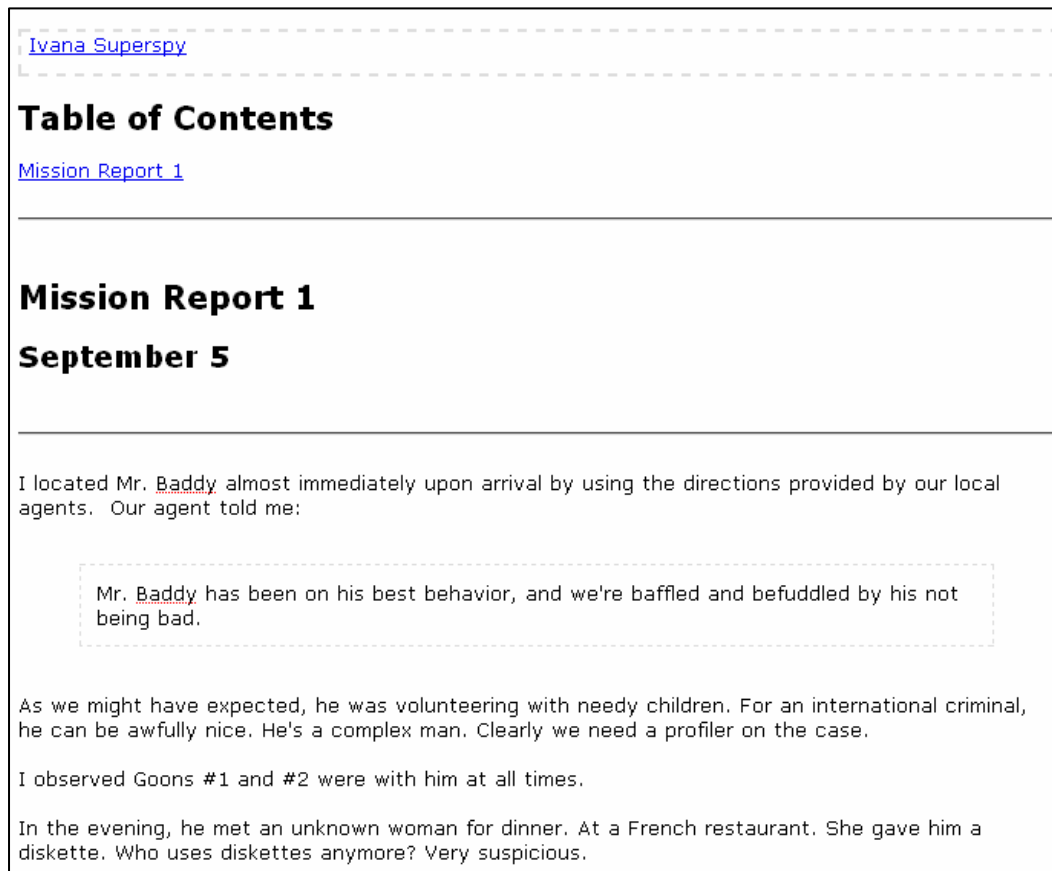 Ivana Superspy
Table of Contents
Mission Report 1
Mission Report 1
September 5
I located Mr. Baddy almost immediately upon arrival by using the directions provided by our local
agents.  Our agent told me:
Mr. Baddy has been on his best behavior, and we're baffled and befuddled by his not
being bad.
As we might have expected, he was volunteering with needy children. For an international criminal,
he can be awfully nice. He's a complex man. Clearly we need a profiler on the case.
I observed Goons #1 and #2 were with him at all times.
In the evening, he met an unknown woman for dinner. At a French restaurant. She gave him a
diskette. Who uses diskettes anymore? Very suspicious.